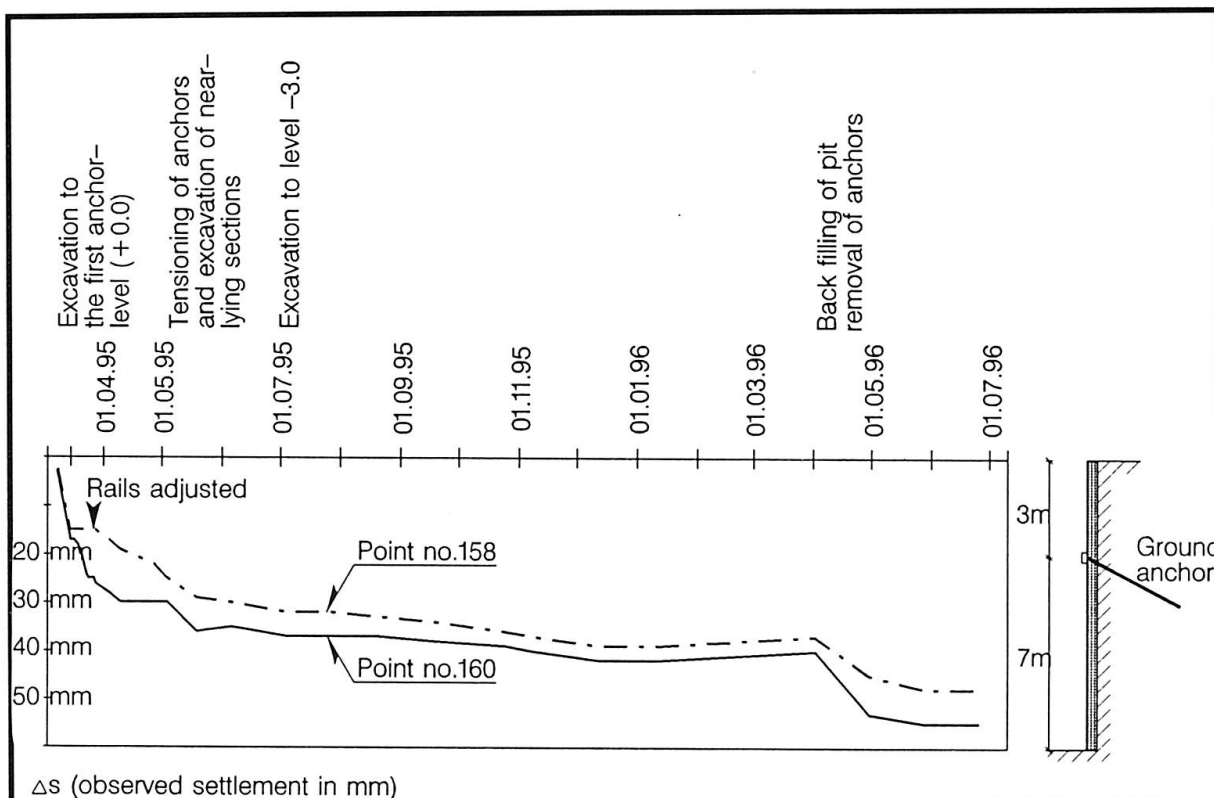 Excavation to
the first anchor–
level (+0.0)
Tensioning of anchors
and excavation of near–
lying sections
Excavation to level –3.0
Back filling of pit
removal of anchors
01.04.95
01.05.95
01.07.95
01.09.95
01.11.95
01.01.96
01.03.96
01.05.96
01.07.96
Rails adjusted
20 mm
30 mm
40 mm
50 mm
Point no.158
Point no.160
3m
7m
Ground
anchor
△s (observed settlement in mm)